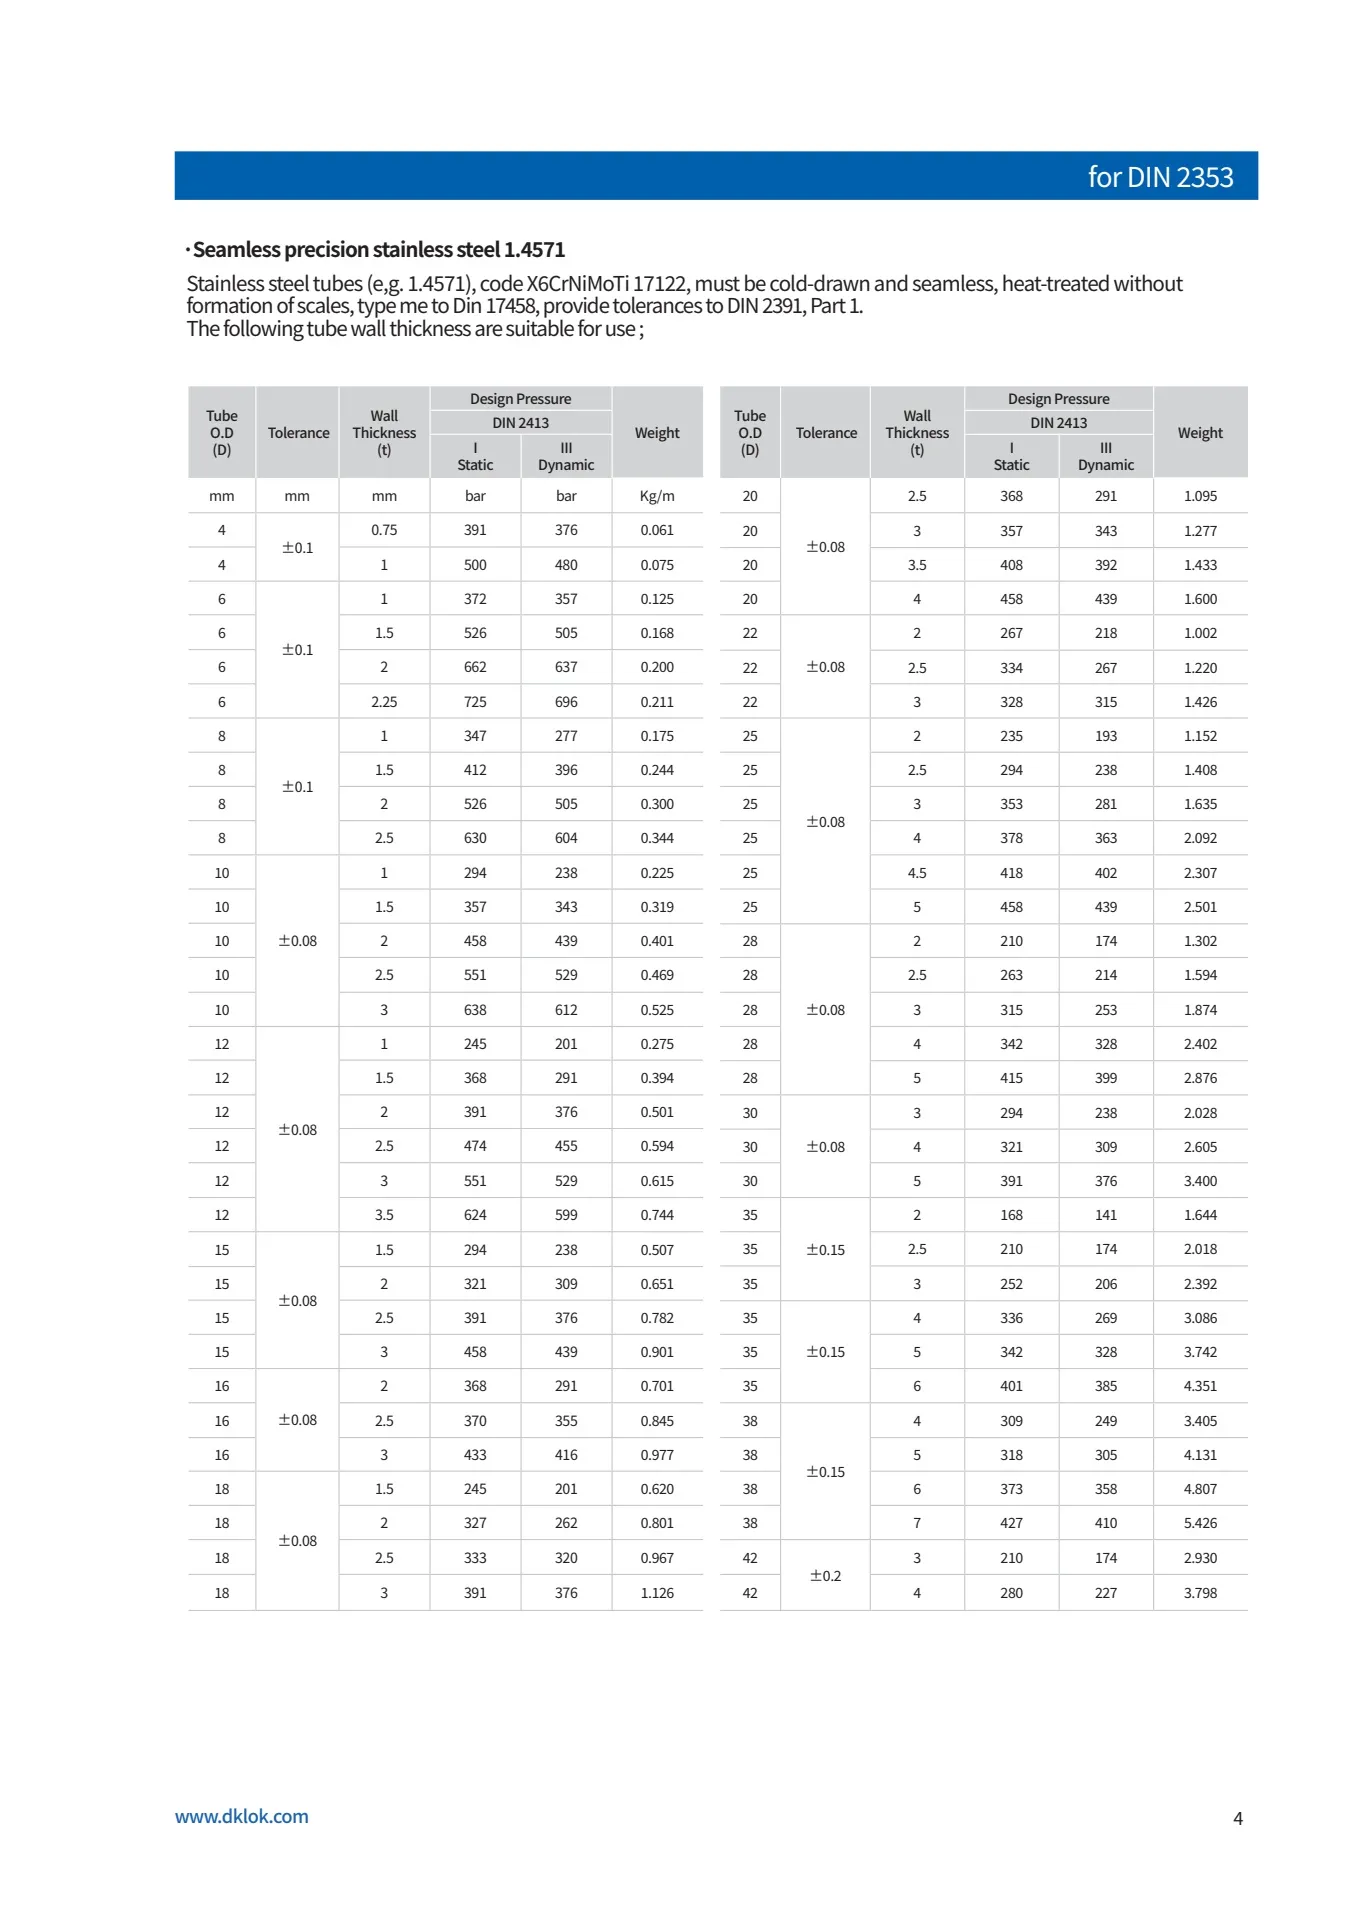 for DIN 2353
·Seamless precision stainless steel 1.4571
Stainless steel tubes (e,g. 1.4571), code X6CrNiMoTi 17122, must be cold-drawn and seamless, heat-treated without
formation of scales, type me to Din 17458, provide tolerances to DIN 2391, Part 1.
The following tube wall thickness are suitable for use ;
Tube O.D (D) Tolerance Wall Thickness (t) Design Pressure DIN 2413 I Static III Dynamic Weight
mm mm mm bar bar Kg/m
4 ±0.1 0.75 391 376 0.061
4 1 500 480 0.075
6 ±0.1 1 372 357 0.125
6 1.5 526 505 0.168
6 2 662 637 0.200
6 2.25 725 696 0.211
8 ±0.1 1 347 277 0.175
8 1.5 412 396 0.244
8 2 526 505 0.300
8 2.5 630 604 0.344
10 ±0.08 1 294 238 0.225
10 1.5 357 343 0.319
10 2 458 439 0.401
10 2.5 551 529 0.469
10 3 638 612 0.525
12 ±0.08 1 245 201 0.275
12 1.5 368 291 0.394
12 2 391 376 0.501
12 2.5 474 455 0.594
12 3 551 529 0.615
12 3.5 624 599 0.744
15 ±0.08 1.5 294 238 0.507
15 2 321 309 0.651
15 2.5 391 376 0.782
15 3 458 439 0.901
16 ±0.08 2 368 291 0.701
16 2.5 370 355 0.845
16 3 433 416 0.977
18 ±0.08 1.5 245 201 0.620
18 2 327 262 0.801
18 2.5 333 320 0.967
18 3 391 376 1.126
Tube O.D (D) Tolerance Wall Thickness (t) Design Pressure DIN 2413 I Static III Dynamic Weight
20 ±0.08 2.5 368 291 1.095
20 3 357 343 1.277
20 3.5 408 392 1.433
20 4 458 439 1.600
22 ±0.08 2 267 218 1.002
22 2.5 334 267 1.220
22 3 328 315 1.426
25 ±0.08 2 235 193 1.152
25 2.5 294 238 1.408
25 3 353 281 1.635
25 4 378 363 2.092
25 4.5 418 402 2.307
25 5 458 439 2.501
28 ±0.08 2 210 174 1.302
28 2.5 263 214 1.594
28 3 315 253 1.874
28 4 342 328 2.402
28 5 415 399 2.876
30 ±0.08 3 294 238 2.028
30 4 321 309 2.605
30 5 391 376 3.400
35 ±0.15 2 168 141 1.644
35 2.5 210 174 2.018
35 3 252 206 2.392
35 ±0.15 4 336 269 3.086
35 5 342 328 3.742
35 6 401 385 4.351
38 ±0.15 4 309 249 3.405
38 5 318 305 4.131
38 6 373 358 4.807
38 7 427 410 5.426
42 ±0.2 3 210 174 2.930
42 4 280 227 3.798
www.dklok.com
4